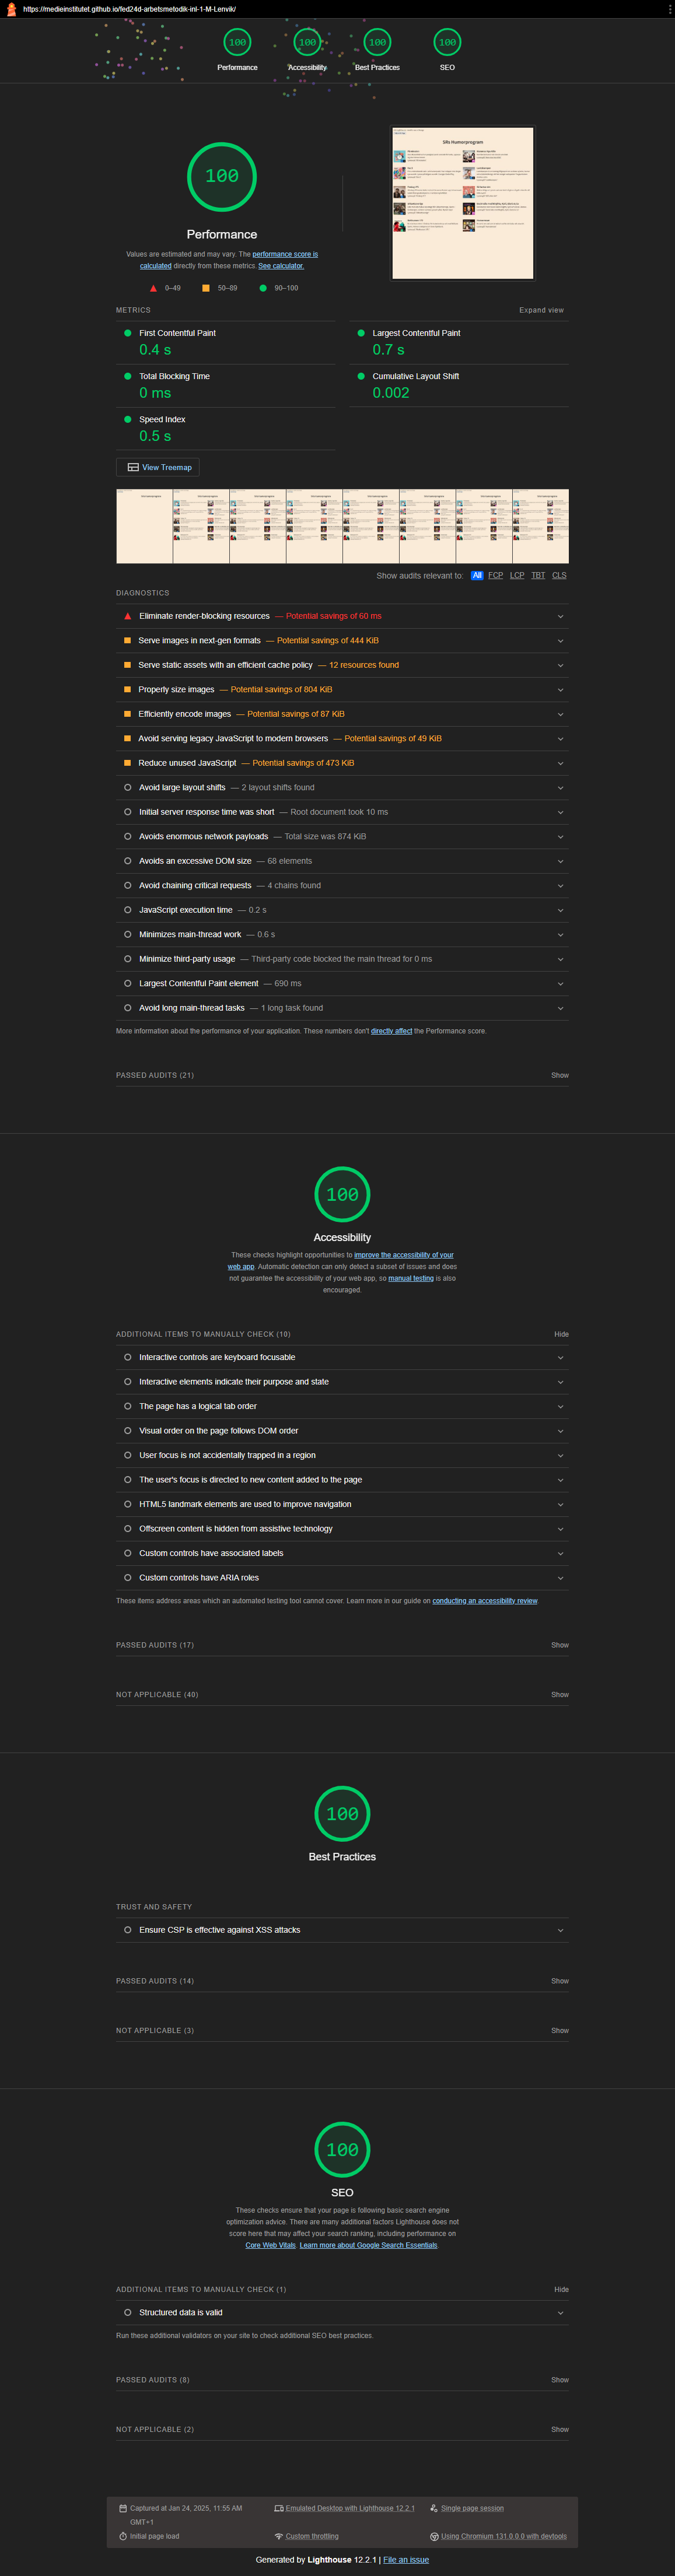 https://medieinstitutet.github.io/fed24d-arbetsmetodik-inl-1-M-Lenvik/
100 100 100 100
Performance Accessibility Best Practices SEO
100
Performance
Values are estimated and may vary. The performance score is
calculated directly from these metrics. See calculator.
0–49 50–89 90–100
SRs Humorprogram
METRICS Expand view
First Contentful Paint
0.4 s
Largest Contentful Paint
0.7 s
Total Blocking Time
0 ms
Cumulative Layout Shift
0.002
Speed Index
0.5 s
View Treemap
Show audits relevant to: All FCP LCP TBT CLS
DIAGNOSTICS
Eliminate render-blocking resources — Potential savings of 60 ms
Serve images in next-gen formats — Potential savings of 444 KiB
Serve static assets with an efficient cache policy — 12 resources found
Properly size images — Potential savings of 804 KiB
Efficiently encode images — Potential savings of 87 KiB
Avoid serving legacy JavaScript to modern browsers — Potential savings of 49 KiB
Reduce unused JavaScript — Potential savings of 473 KiB
Avoid large layout shifts — 2 layout shifts found
Initial server response time was short — Root document took 10 ms
Avoids enormous network payloads — Total size was 874 KiB
Avoids an excessive DOM size — 68 elements
Avoid chaining critical requests — 4 chains found
JavaScript execution time — 0.2 s
Minimizes main-thread work — 0.6 s
Minimize third-party usage — Third-party code blocked the main thread for 0 ms
Largest Contentful Paint element — 690 ms
Avoid long main-thread tasks — 1 long task found
More information about the performance of your application. These numbers don't directly affect the Performance score.
PASSED AUDITS (21) Show
100
Accessibility
These checks highlight opportunities to improve the accessibility of your
web app. Automatic detection can only detect a subset of issues and does
not guarantee the accessibility of your web app, so manual testing is also
encouraged.
ADDITIONAL ITEMS TO MANUALLY CHECK (10) Hide
Interactive controls are keyboard focusable
Interactive elements indicate their purpose and state
The page has a logical tab order
Visual order on the page follows DOM order
User focus is not accidentally trapped in a region
The user's focus is directed to new content added to the page
HTML5 landmark elements are used to improve navigation
Offscreen content is hidden from assistive technology
Custom controls have associated labels
Custom controls have ARIA roles
These items address areas which an automated testing tool cannot cover. Learn more in our guide on conducting an accessibility review.
PASSED AUDITS (17) Show
NOT APPLICABLE (40) Show
100
Best Practices
TRUST AND SAFETY
Ensure CSP is effective against XSS attacks
PASSED AUDITS (14) Show
NOT APPLICABLE (3) Show
100
SEO
These checks ensure that your page is following basic search engine
optimization advice. There are many additional factors Lighthouse does not
score here that may affect your search ranking, including performance on
Core Web Vitals. Learn more about Google Search Essentials.
ADDITIONAL ITEMS TO MANUALLY CHECK (1) Hide
Structured data is valid
Run these additional validators on your site to check additional SEO best practices.
PASSED AUDITS (8) Show
NOT APPLICABLE (2) Show
Captured at Jan 24, 2025, 11:55 AM
GMT+1
Emulated Desktop with Lighthouse 12.2.1
Single page session
Initial page load
Custom throttling
Using Chromium 131.0.0.0 with devtools
Generated by Lighthouse 12.2.1 | File an issue